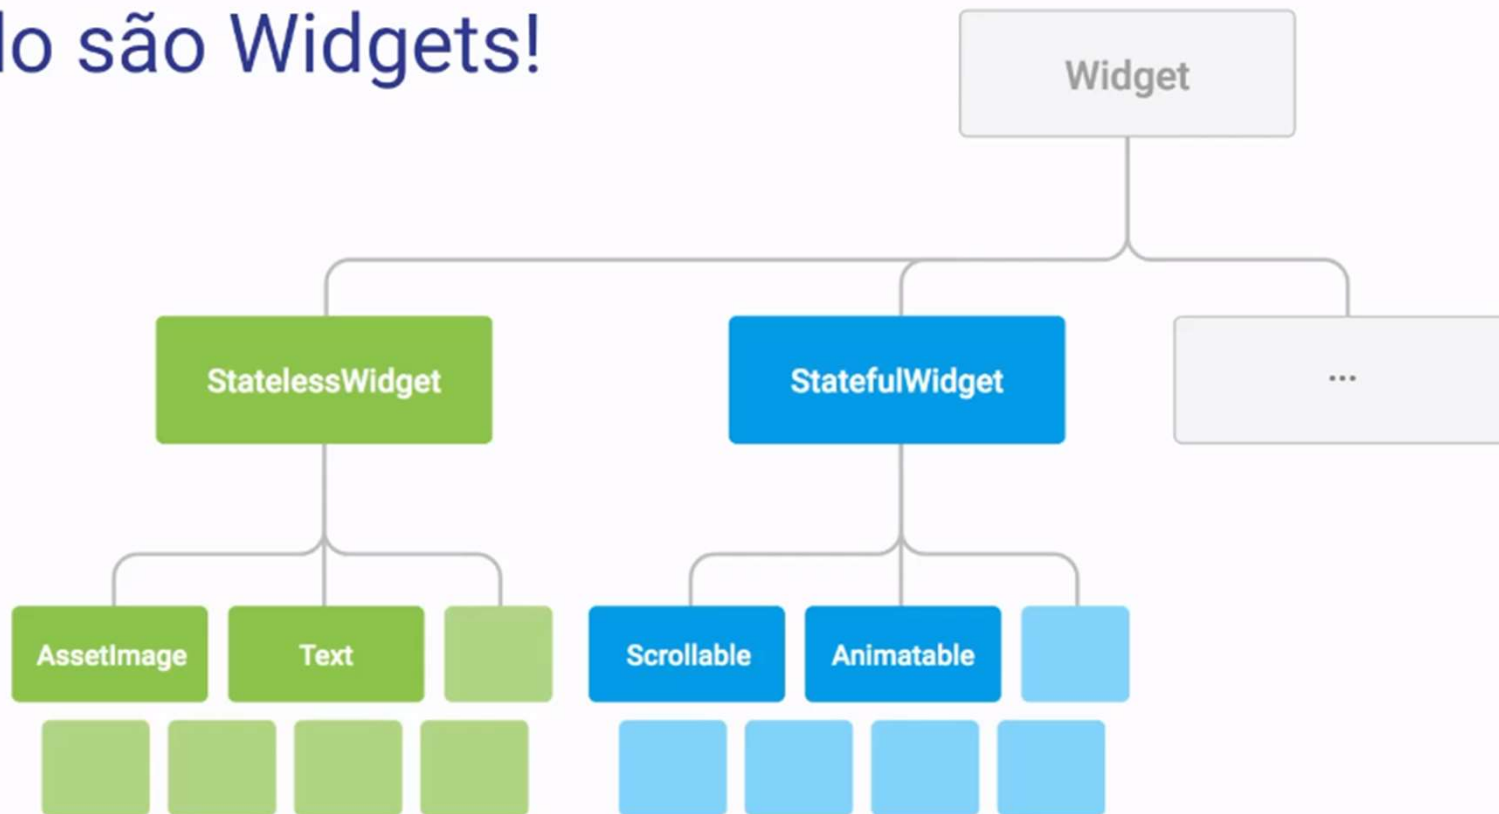 lo são Widgets!
Widget
StatelessWidget
StatefulWidget
...
AssetImage
Text
Scrollable
Animatable